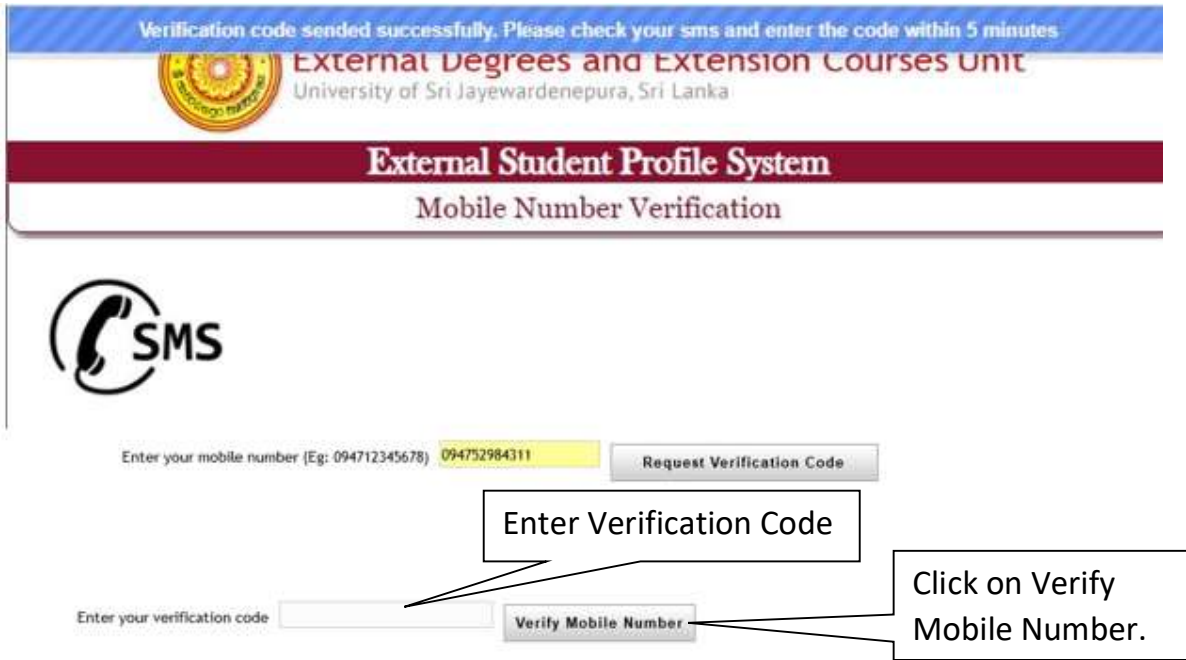 Verification code sended successfully. Please check your sms and enter the code within 5 minutes
External Degrees and Extension Courses Unit
University of Sri Jayewardenepura, Sri Lanka
External Student Profile System
Mobile Number Verification
SMS
Enter your mobile number (Eg: 094712345678) 094752984311 Request Verification Code
Enter Verification Code
Click on Verify
Mobile Number.
Enter your verification code Verify Mobile Number